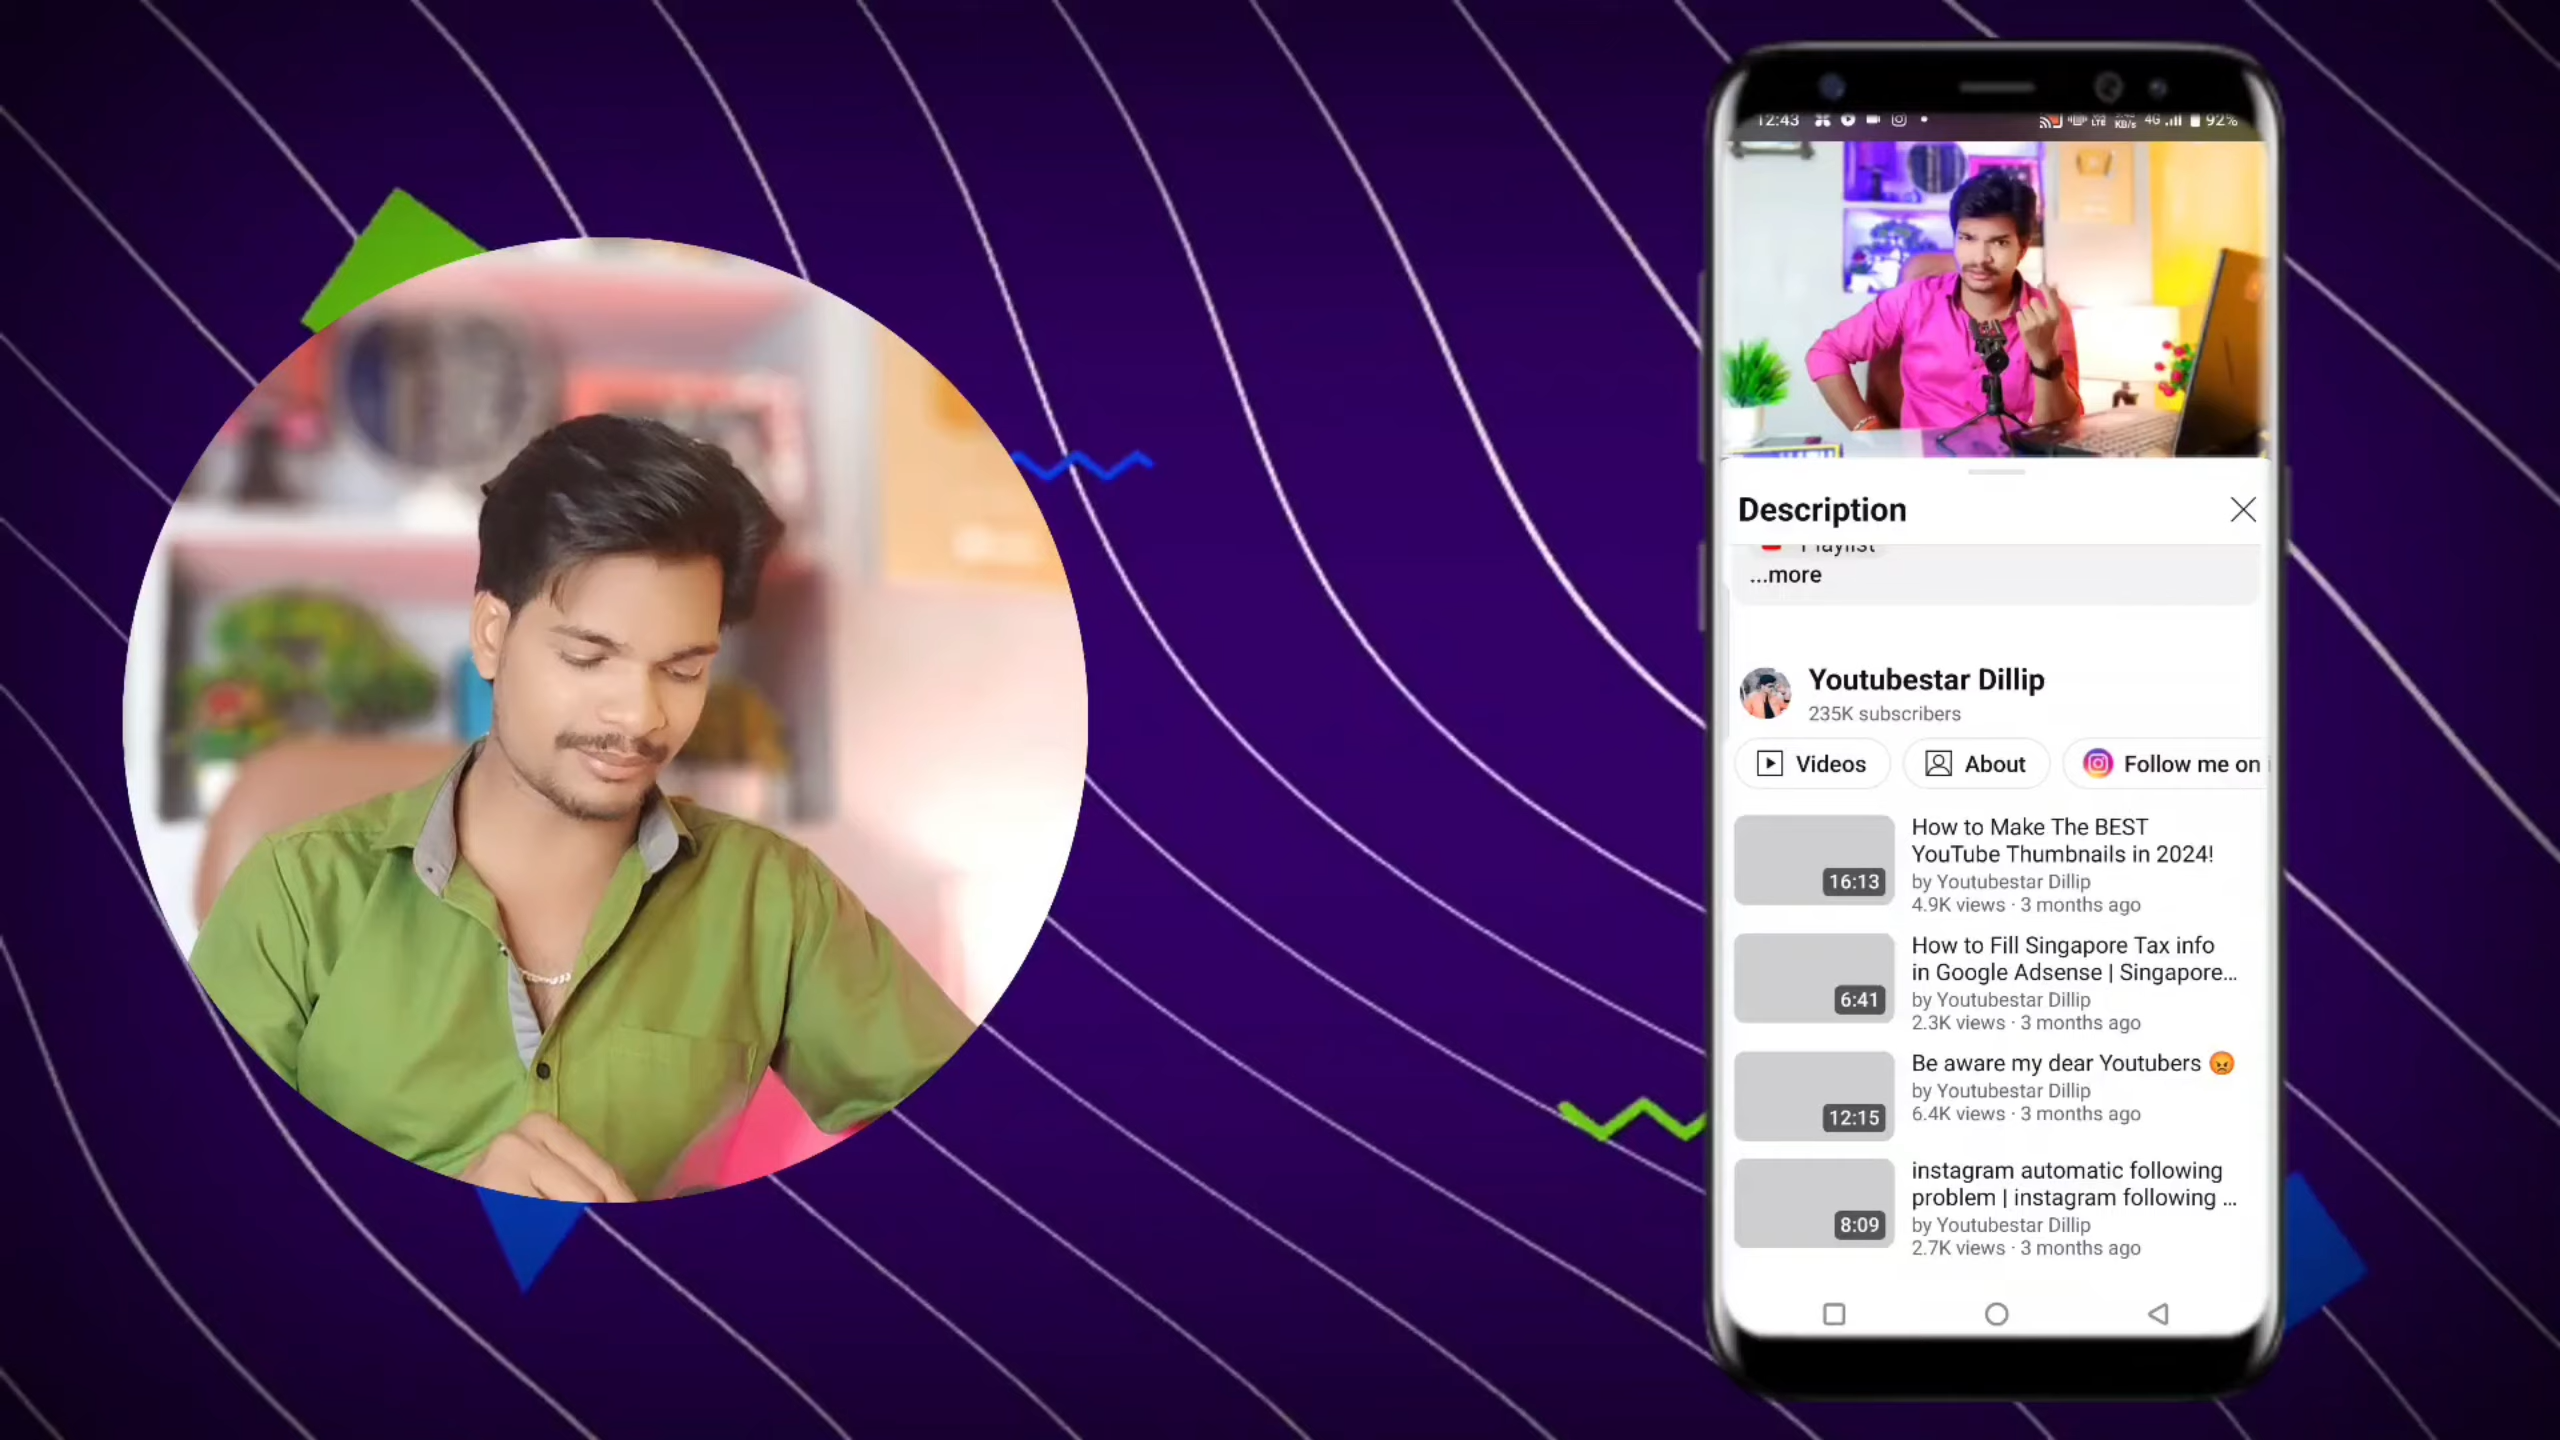 12:43
LTE KB/s 4G 92%
Description
Playlist
...more
Youtubestar Dillip
235K subscribers
Videos
About
Follow me on
How to Make The BEST
YouTube Thumbnails in 2024!
16:13
by Youtubestar Dillip
4.9K views · 3 months ago
How to Fill Singapore Tax info
in Google Adsense | Singapore...
6:41
by Youtubestar Dillip
2.3K views · 3 months ago
Be aware my dear Youtubers 😡
by Youtubestar Dillip
12:15
6.4K views · 3 months ago
instagram automatic following
problem | instagram following ...
8:09
by Youtubestar Dillip
2.7K views · 3 months ago